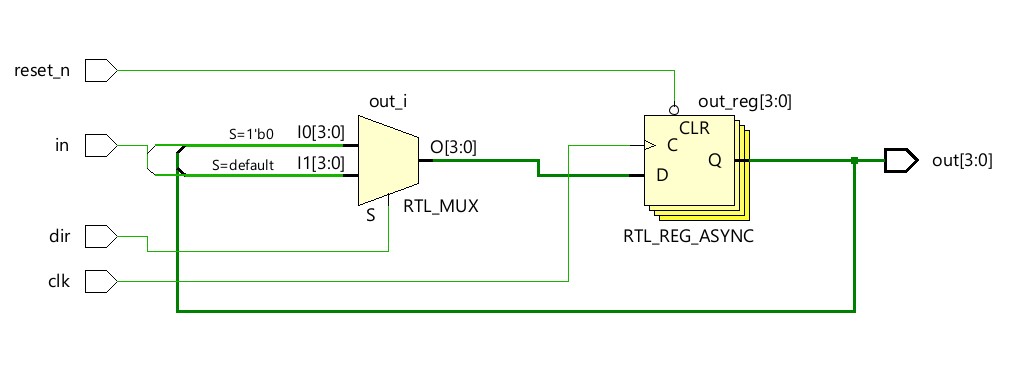 reset_n
out_i
out_reg[3:0]
CLR
in
S=1'b0
I0[3:0]
O[3:0]
C
S=default
I1[3:0]
Q
out[3:0]
D
S
RTL_MUX
dir
RTL_REG_ASYNC
clk